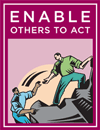 ENABLE
OTHERS TO ACT